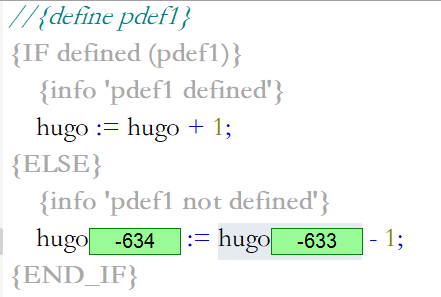 //{define pdef1}
{IF defined (pdef1)}
{info 'pdef1 defined'}
hugo := hugo + 1;
{ELSE}
{info 'pdef1 not defined'}
hugo -634 := hugo -633 - 1;
{END_IF}